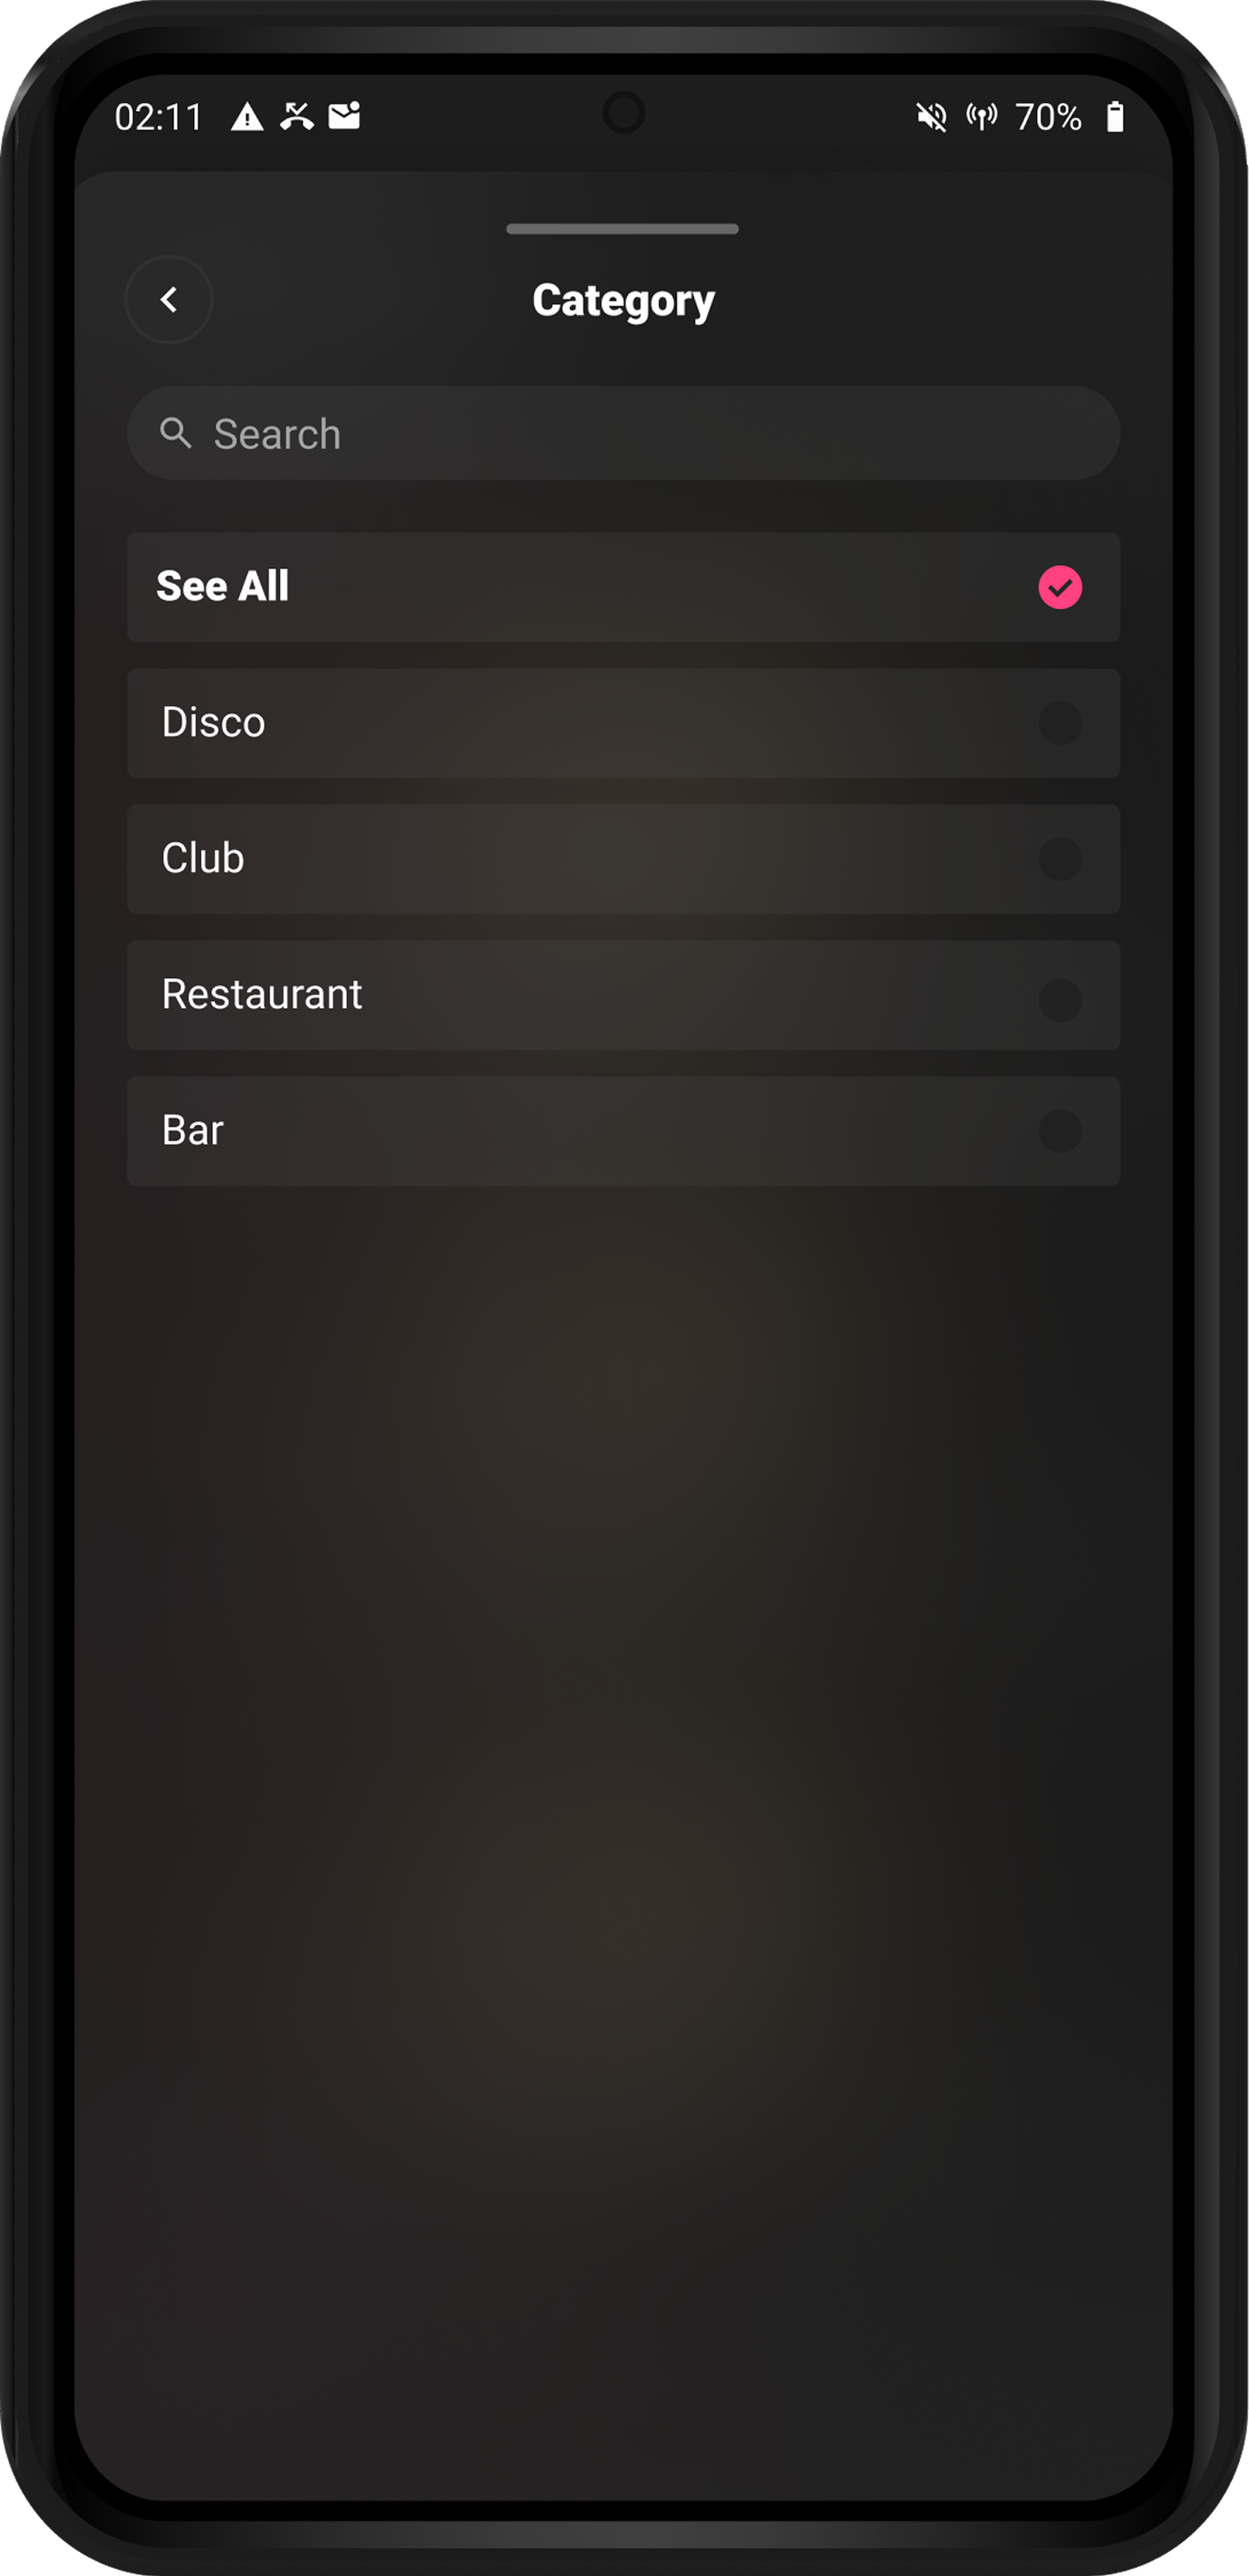 02:11 70%
Category
Search
See All
Disco
Club
Restaurant
Bar